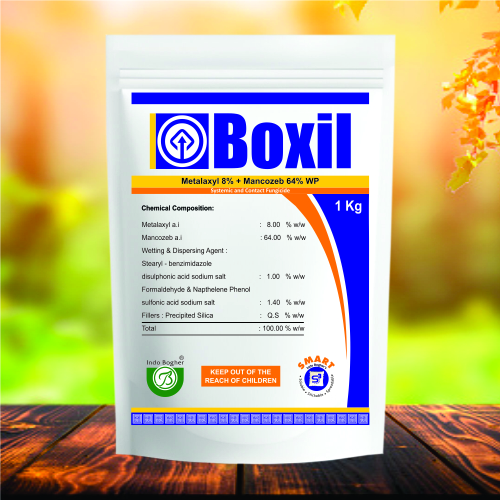 Boxil
Metalaxyl 8% + Mancozeb 64% WP
Systemic and Contact Fungicide
1 Kg
Chemical Composition:
Metalaxyl a.i : 8.00 % w/w
Mancozeb a.i : 64.00 % w/w
Wetting & Dispersing Agent :
Stearyl - benzimidazole
disulphonic acid sodium salt : 1.00 % w/w
Formaldehyde & Napthelene Phenol
sulfonic acid sodium salt : 1.40 % w/w
Fillers : Precipited Silica : Q.S % w/w
Total : 100.00 % w/w
Indo Bogher ®
B
KEEP OUT OF THE
REACH OF CHILDREN
SMART
Indo Bogher's